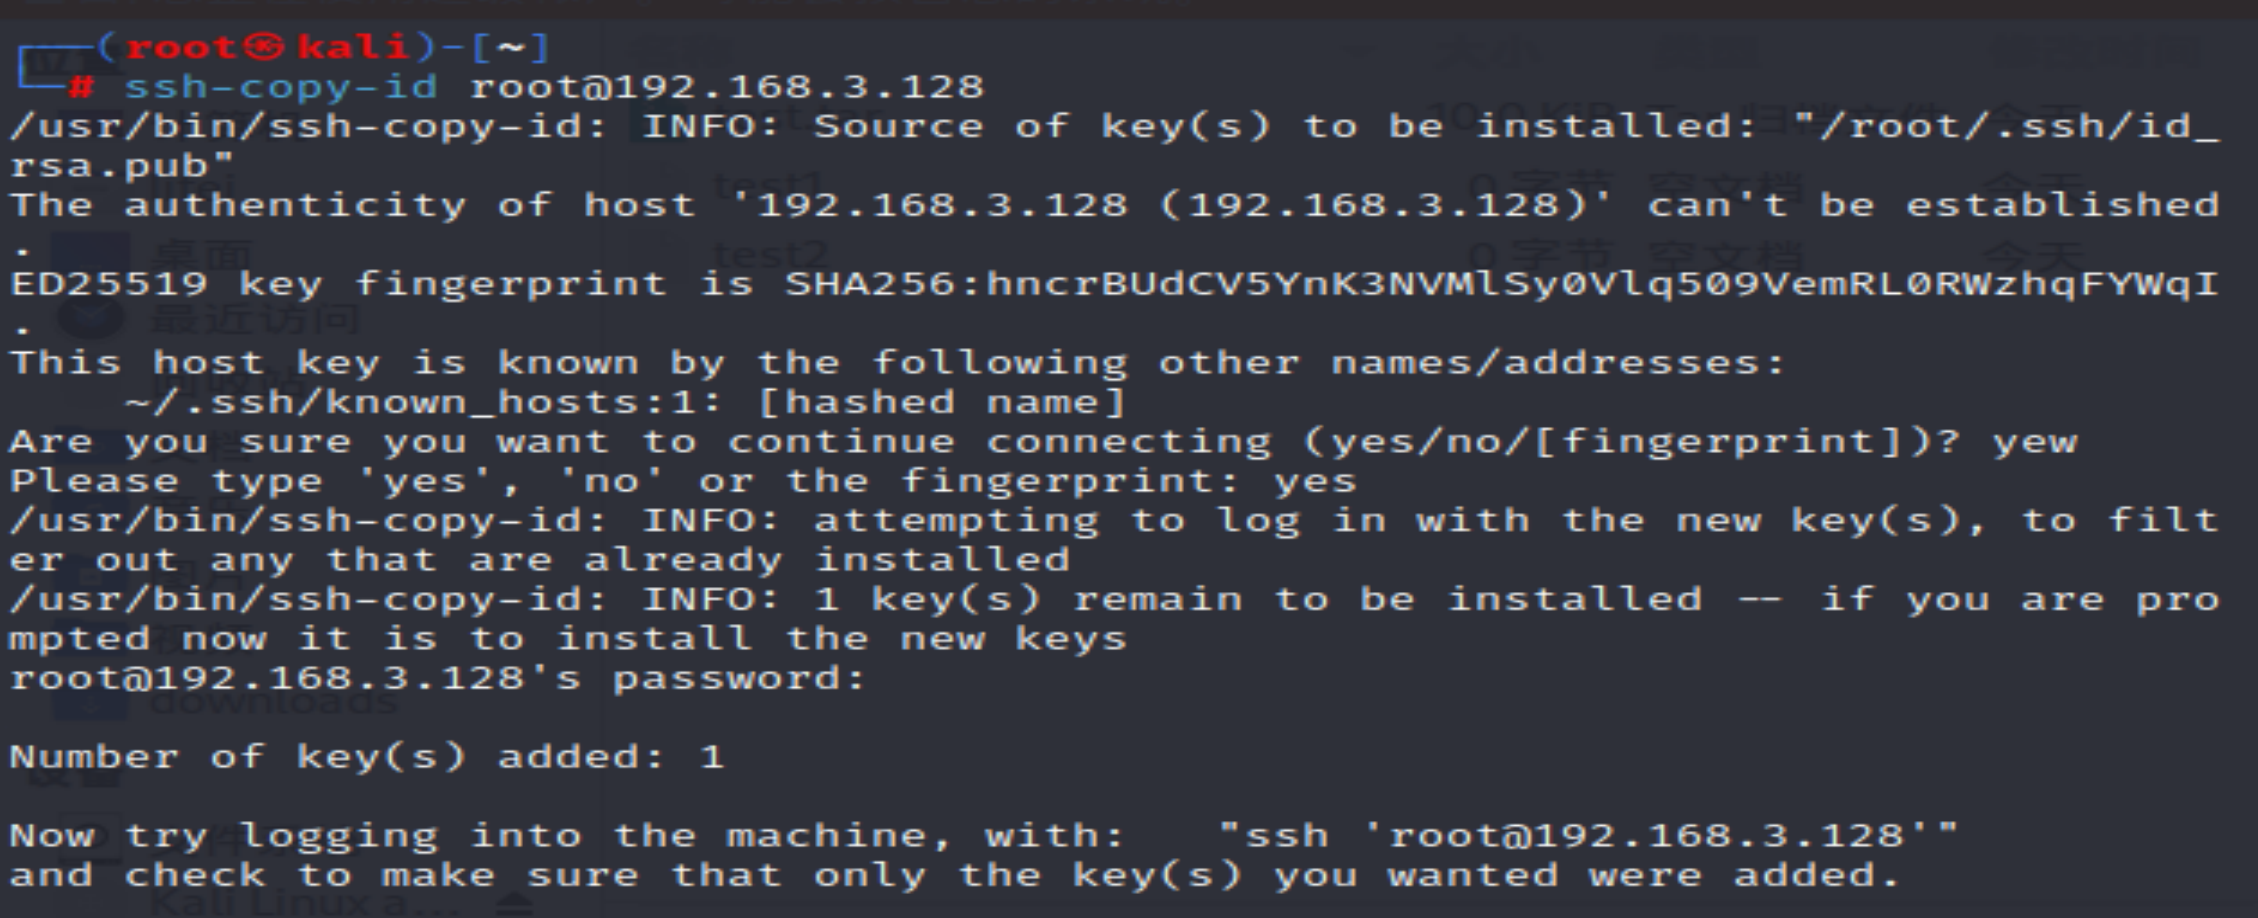 ┌──(root㉿kali)-[~]
└─# ssh-copy-id root@192.168.3.128
/usr/bin/ssh-copy-id: INFO: Source of key(s) to be installed: "/root/.ssh/id_
rsa.pub"
The authenticity of host '192.168.3.128 (192.168.3.128)' can't be established
.
ED25519 key fingerprint is SHA256:hncrBUdCV5YnK3NVMlSy0Vlq509VemRL0RWzhqFYWqI
.
This host key is known by the following other names/addresses:
    ~/.ssh/known_hosts:1: [hashed name]
Are you sure you want to continue connecting (yes/no/[fingerprint])? yew
Please type 'yes', 'no' or the fingerprint: yes
/usr/bin/ssh-copy-id: INFO: attempting to log in with the new key(s), to filt
er out any that are already installed
/usr/bin/ssh-copy-id: INFO: 1 key(s) remain to be installed -- if you are pro
mpted now it is to install the new keys
root@192.168.3.128's password:
Number of key(s) added: 1
Now try logging into the machine, with:   "ssh 'root@192.168.3.128'"
and check to make sure that only the key(s) you wanted were added.